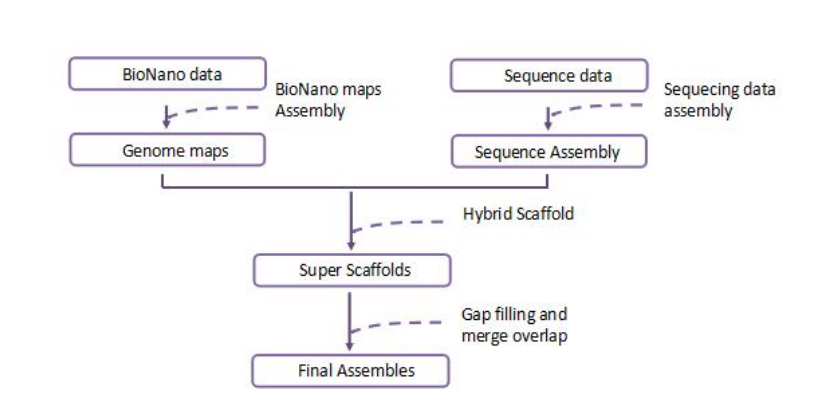 BioNano data
Sequence data
BioNano maps
Assembly
Sequecing data
assembly
Genome maps
Sequence Assembly
Hybrid Scaffold
Super Scaffolds
Gap filling and
merge overlap
Final Assembles